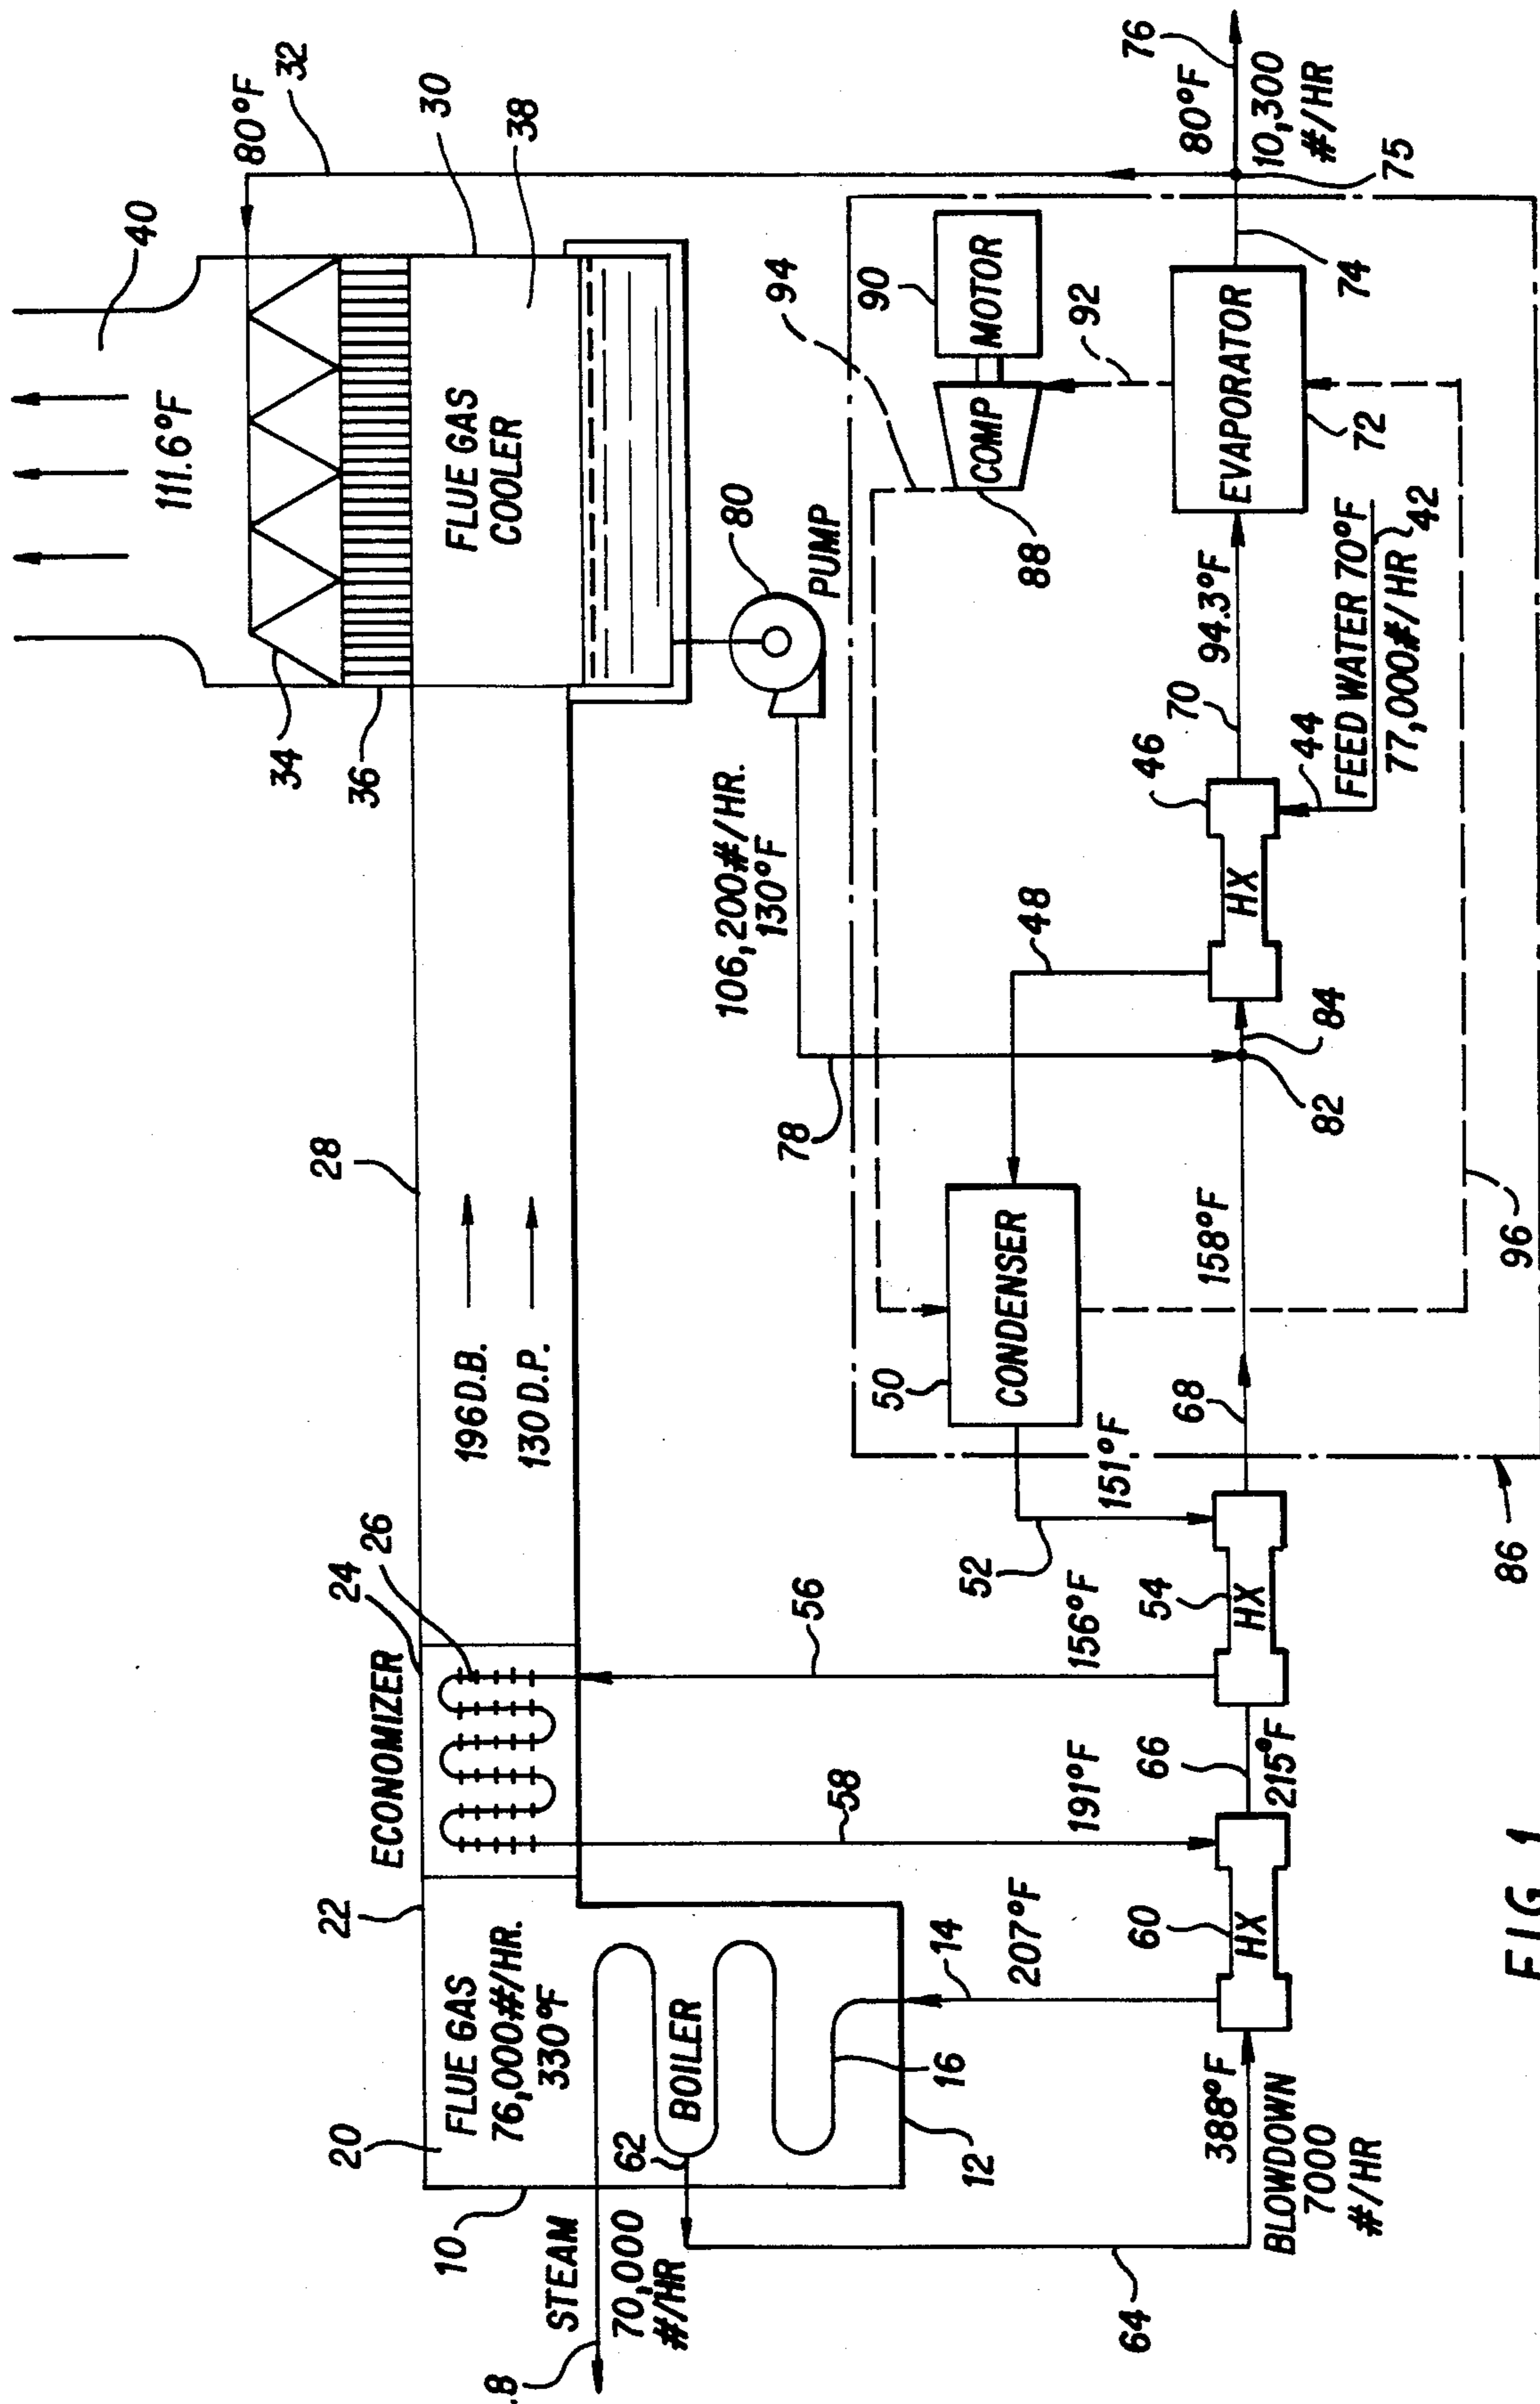 40
80°F
32
111.6°F
30
38
FLUE GAS
COOLER
34
36
28
196 D.B.
130 D.P.
24
26
ECONOMIZER
22
20
FLUE GAS
76,000#/HR.
330°F
BOILER
62
10
STEAM
70,000
#/HR
.8
12
16
14
207°F
64
388°F
BLOWDOWN
7000
#/HR
60
HX
58
191°F
66
215°F
56
156°F
54
HX
52
151°F
50
CONDENSER
68
158°F
78
82
84
48
106,200#/HR.
130°F
80
PUMP
46
HX
70
94.3°F
44
FEED WATER 70°F
77,000#/HR
42
88
COMP
90
MOTOR
94
92
EVAPORATOR
72
74
75
80°F
76
10,300
#/HR
96
86
FIG. 1